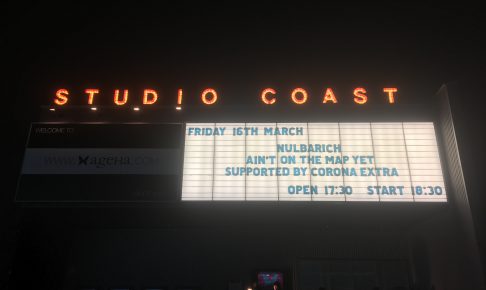 STUDIO COAST
WELCOME TO
WWW.ageHa.COM
FRIDAY 16TH MARCH
NULBARICH
AIN'T ON THE MAP YET
SUPPORTED BY CORONA EXTRA
OPEN 17:30 START 18:30